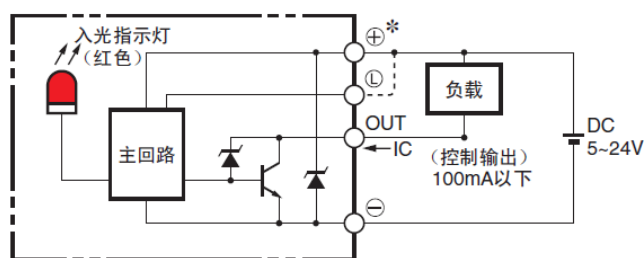 入光指示灯
（红色）
主回路
⊕*
Ⓛ
OUT
IC
⊖
负载
（控制输出）
100mA以下
DC
5~24V